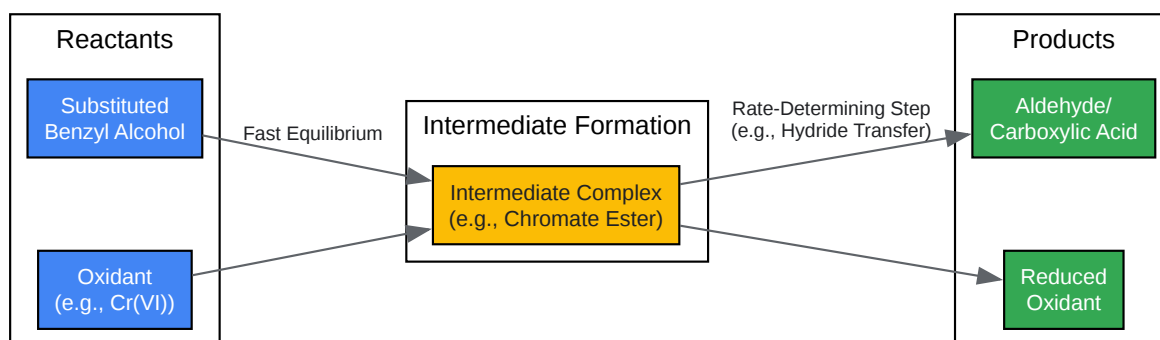 Reactants
Substituted
Benzyl Alcohol
Oxidant
(e.g., Cr(VI))
Fast Equilibrium
Intermediate Formation
Intermediate Complex
(e.g., Chromate Ester)
Rate-Determining Step
(e.g., Hydride Transfer)
Products
Aldehyde/
Carboxylic Acid
Reduced
Oxidant